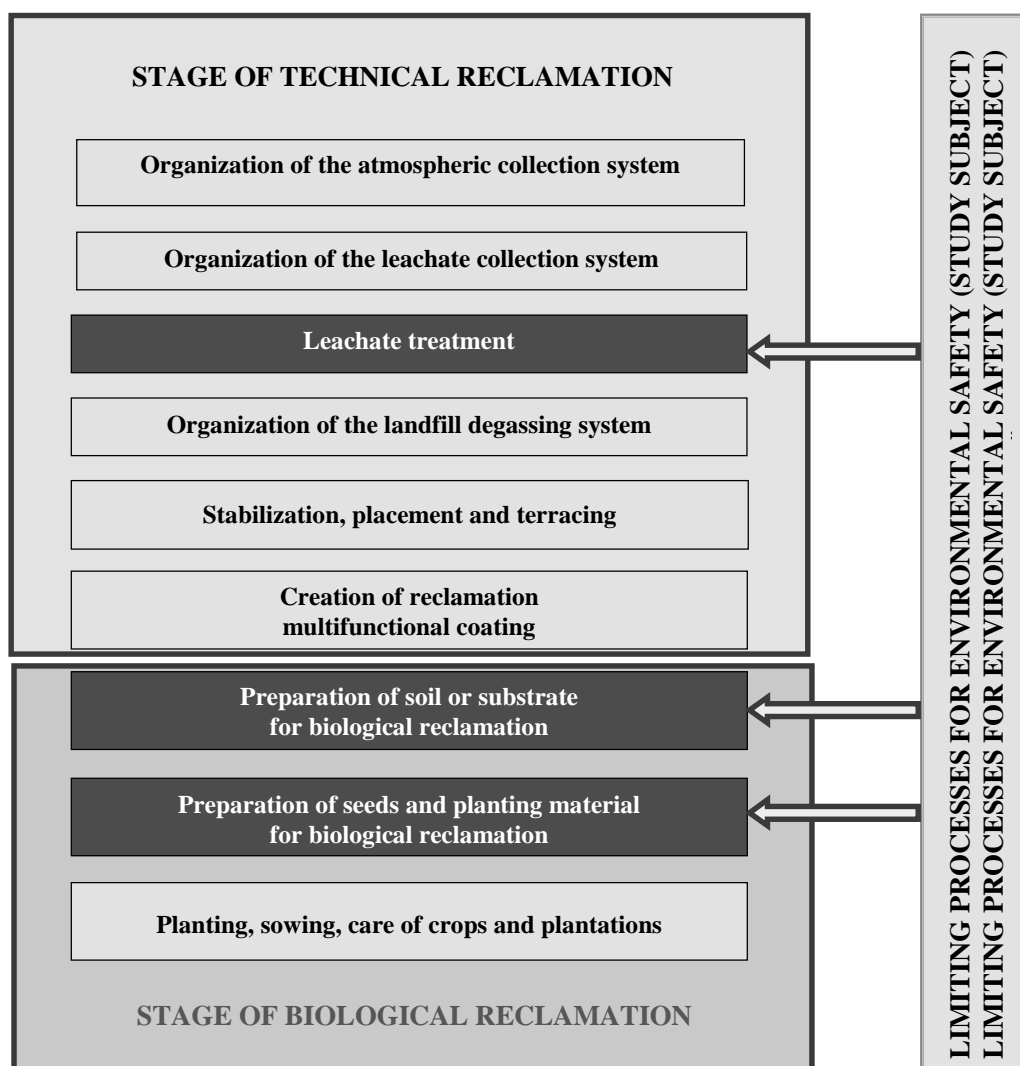 STAGE OF TECHNICAL RECLAMATION
Organization of the atmospheric collection system
Organization of the leachate collection system
Leachate treatment
Organization of the landfill degassing system
Stabilization, placement and terracing
Creation of reclamation
multifunctional coating
Preparation of soil or substrate
for biological reclamation
Preparation of seeds and planting material
for biological reclamation
Planting, sowing, care of crops and plantations
STAGE OF BIOLOGICAL RECLAMATION
LIMITING PROCESSES FOR ENVIRONMENTAL SAFETY (STUDY SUBJECT)
LIMITING PROCESSES FOR ENVIRONMENTAL SAFETY (STUDY SUBJECT)